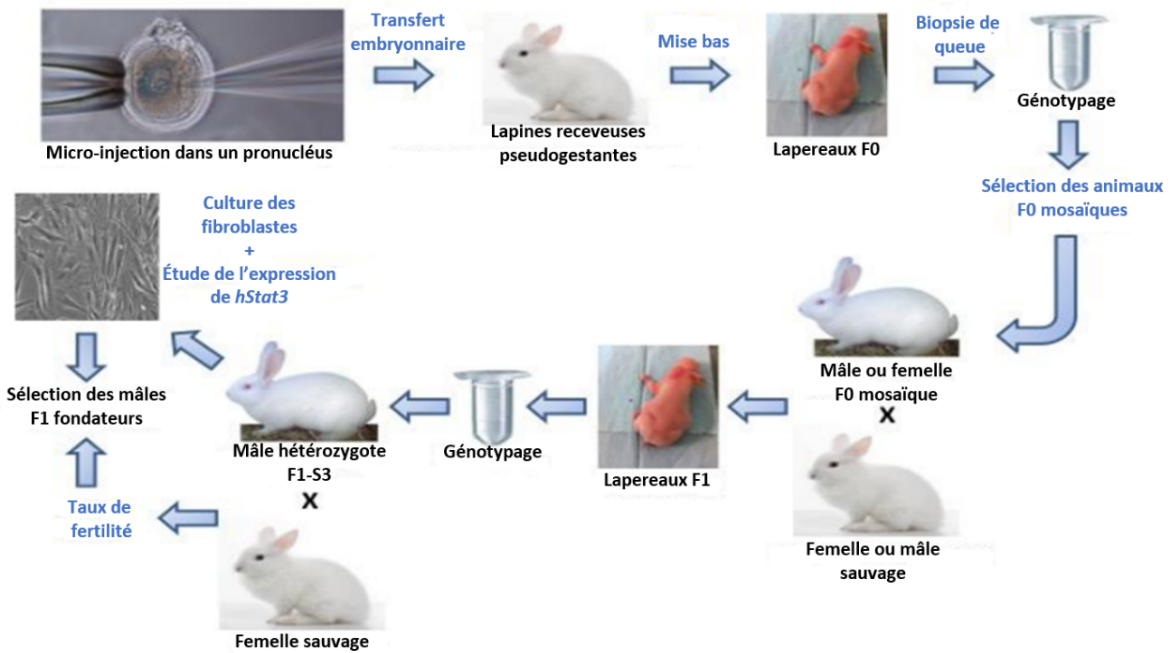 Transfert
embryonnaire
Mise bas
Biopsie de
queue
Micro-injection dans un pronucléus
Lapines receveuses
pseudogestantes
Lapereaux F0
Génotypage
Sélection des animaux
F0 mosaïques
Culture des
fibroblastes
+
Étude de l'expression
de hStat3
Mâle ou femelle
F0 mosaïque
X
Femelle ou mâle
sauvage
Lapereaux F1
Génotypage
Mâle hétérozygote
F1-S3
X
Femelle sauvage
Sélection des mâles
F1 fondateurs
Taux de
fertilité